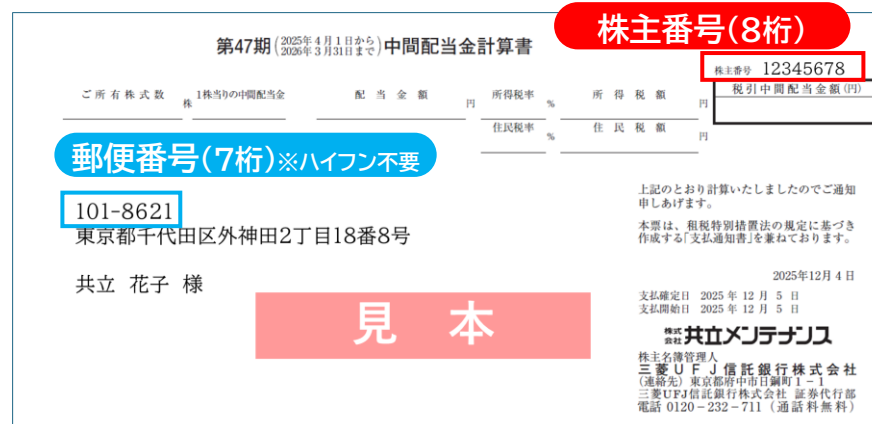 株主番号(8桁)
第47期(2025年4月1日から2026年3月31日まで)中間配当金計算書
株主番号 12345678
ご所有株式数 株 1株当りの中間配当金 配当金額 円 所得税率 % 所得税額 円 税引中間配当金額(円)
住民税率 % 住民税額 円
郵便番号(7桁)※ハイフン不要
101-8621
東京都千代田区外神田2丁目18番8号
共立 花子 様
見本
上記のとおり計算いたしましたのでご通知
申しあげます。
本票は、租税特別措置法の規定に基づき
作成する「支払通知書」を兼ねております。
2025年12月4日
支払確定日 2025年12月5日
支払開始日 2025年12月5日
株式会社共立メンテナンス
株主名簿管理人
三菱UFJ信託銀行株式会社
(連絡先) 東京都府中市日鋼町1-1
三菱UFJ信託銀行株式会社 証券代行部
電話 0120-232-711 (通話料無料)